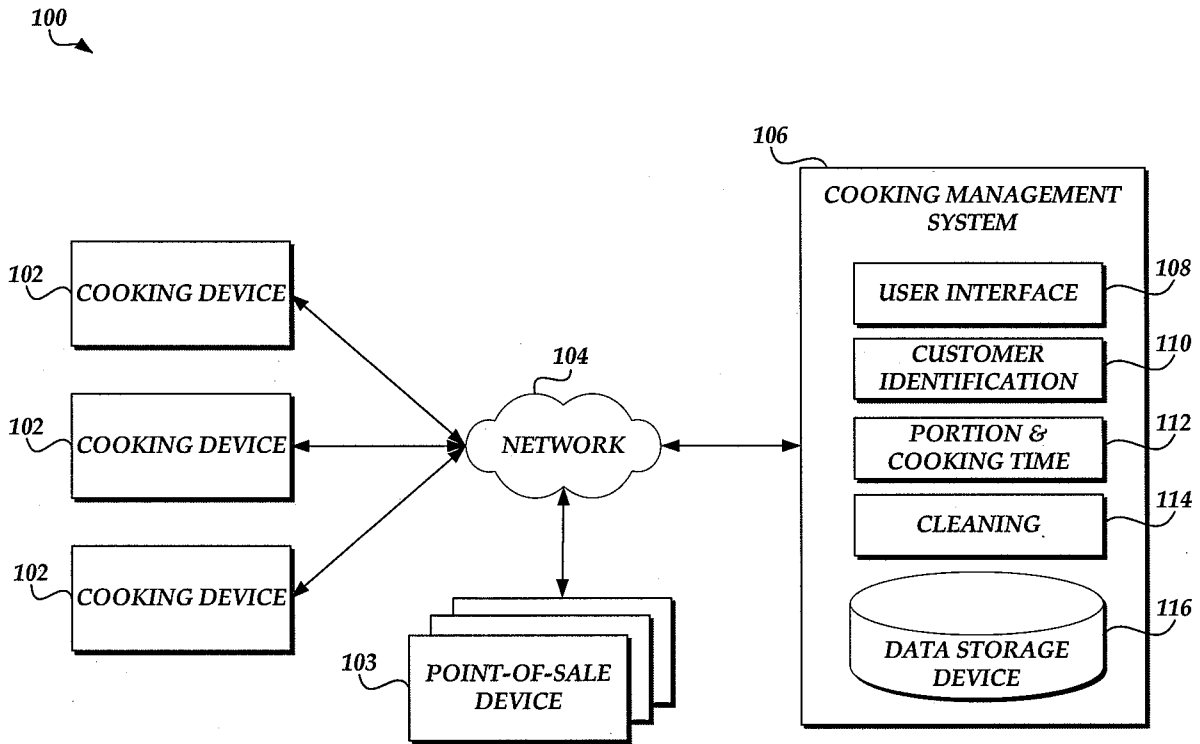 100
106
COOKING MANAGEMENT
SYSTEM
102
COOKING DEVICE
USER INTERFACE
108
CUSTOMER
IDENTIFICATION
110
104
NETWORK
102
COOKING DEVICE
PORTION &
COOKING TIME
112
CLEANING
114
102
COOKING DEVICE
103
POINT-OF-SALE
DEVICE
DATA STORAGE
DEVICE
116